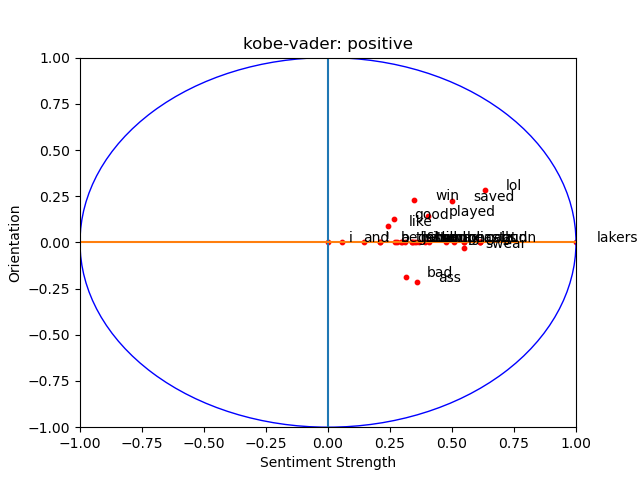 kobe-vader: positive
1.00
0.75
0.50
0.25
0.00
−0.25
−0.50
−0.75
−1.00
Orientation
lol
win
saved
played
good
like
i
and
lakers
swear
bad
ass
−1.00 −0.75 −0.50 −0.25 0.00 0.25 0.50 0.75 1.00
Sentiment Strength